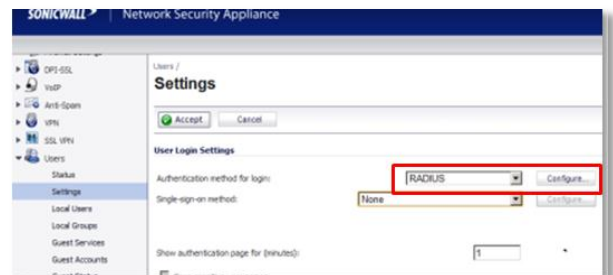 SONICWALL | Network Security Appliance
DPI-SSL
VoIP
Anti-Spam
VPN
SSL VPN
Users
Status
Settings
Local Users
Local Groups
Guest Services
Guest Accounts
Guest Status
Users /
Settings
Accept Cancel
User Login Settings
Authentication method for login: RADIUS Configure...
Single-sign-on method: None Configure...
Show authentication page for (minutes): 1